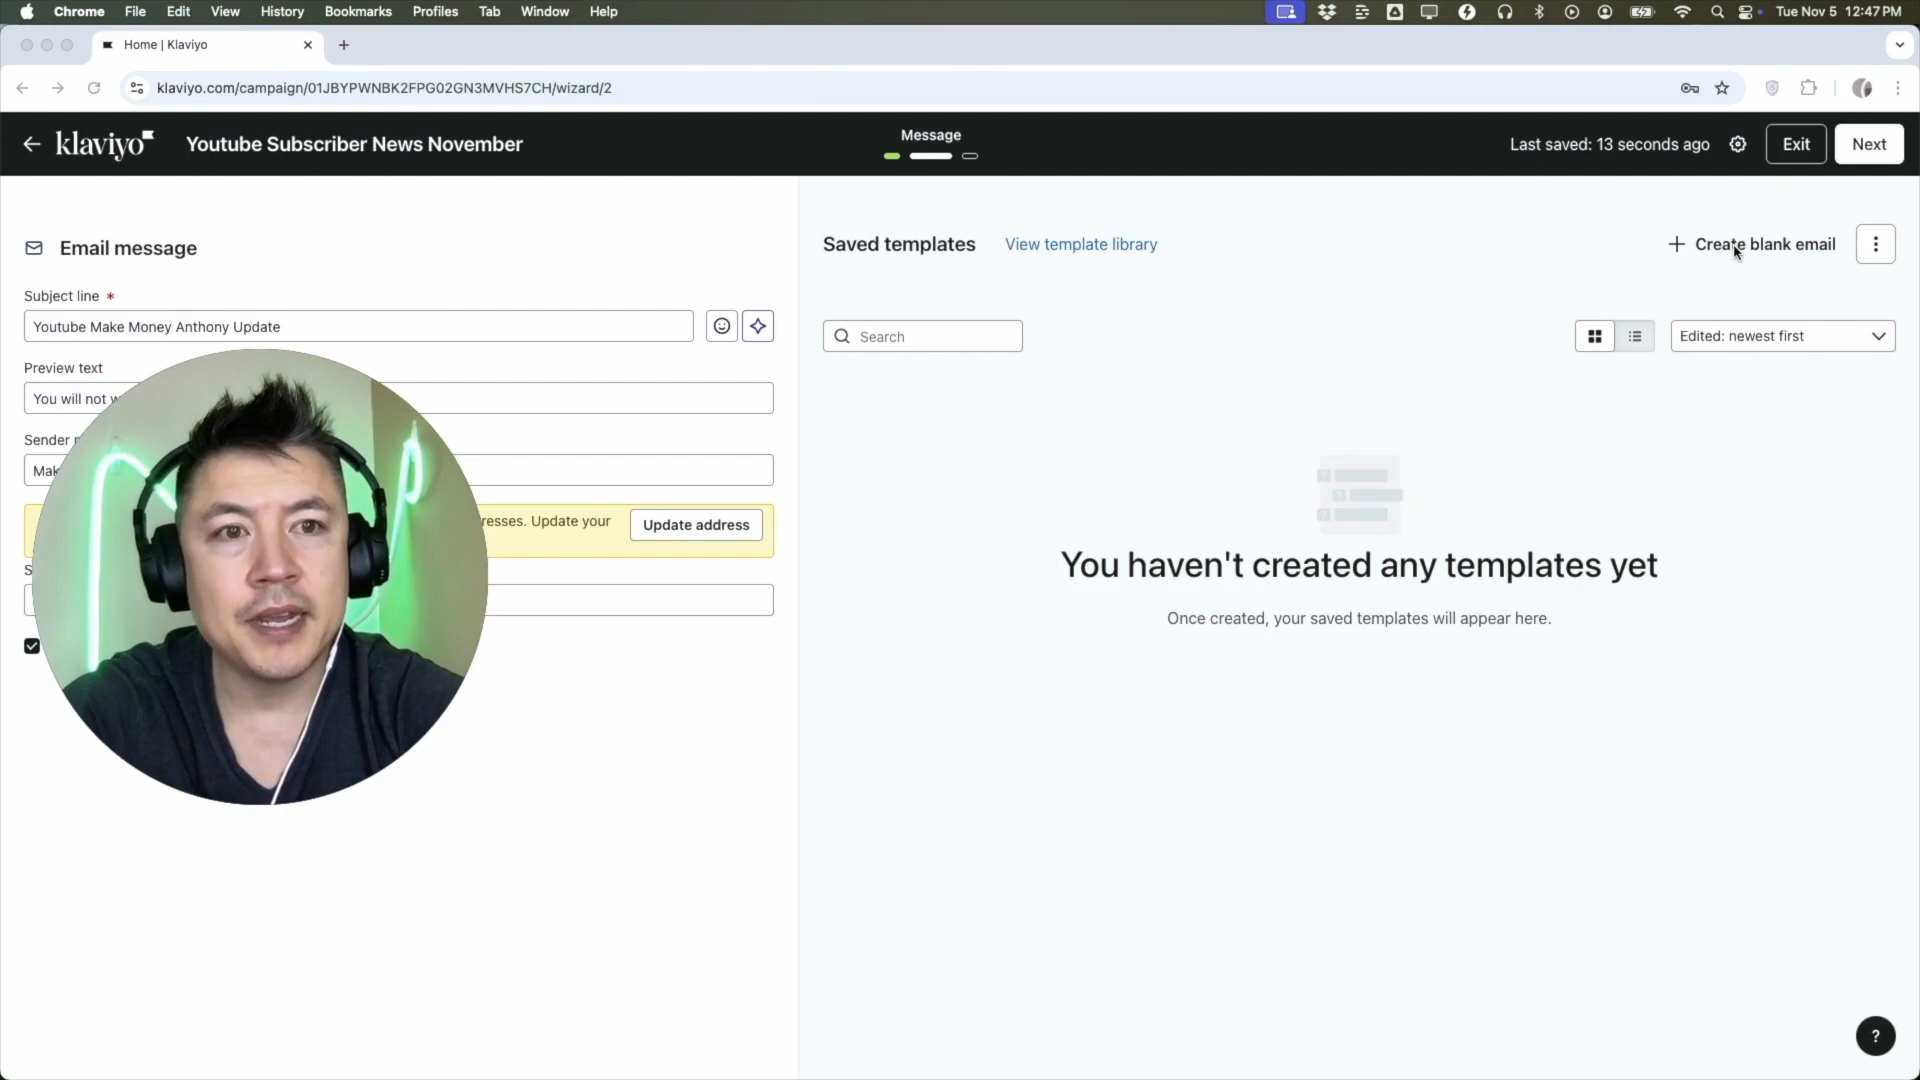 Chrome File Edit View History Bookmarks Profiles Tab Window Help Tue Nov 5 12:47 PM
Home | Klaviyo
klaviyo.com/campaign/01JBYPWNBK2FPG02GN3MVHS7CH/wizard/2
klaviyo Youtube Subscriber News November Message Last saved: 13 seconds ago Exit Next
Email message
Subject line *
Youtube Make Money Anthony Update
Preview text
You will not
Sender
resses. Update your Update address
Saved templates View template library Create blank email
Search Edited: newest first
You haven't created any templates yet
Once created, your saved templates will appear here.
?